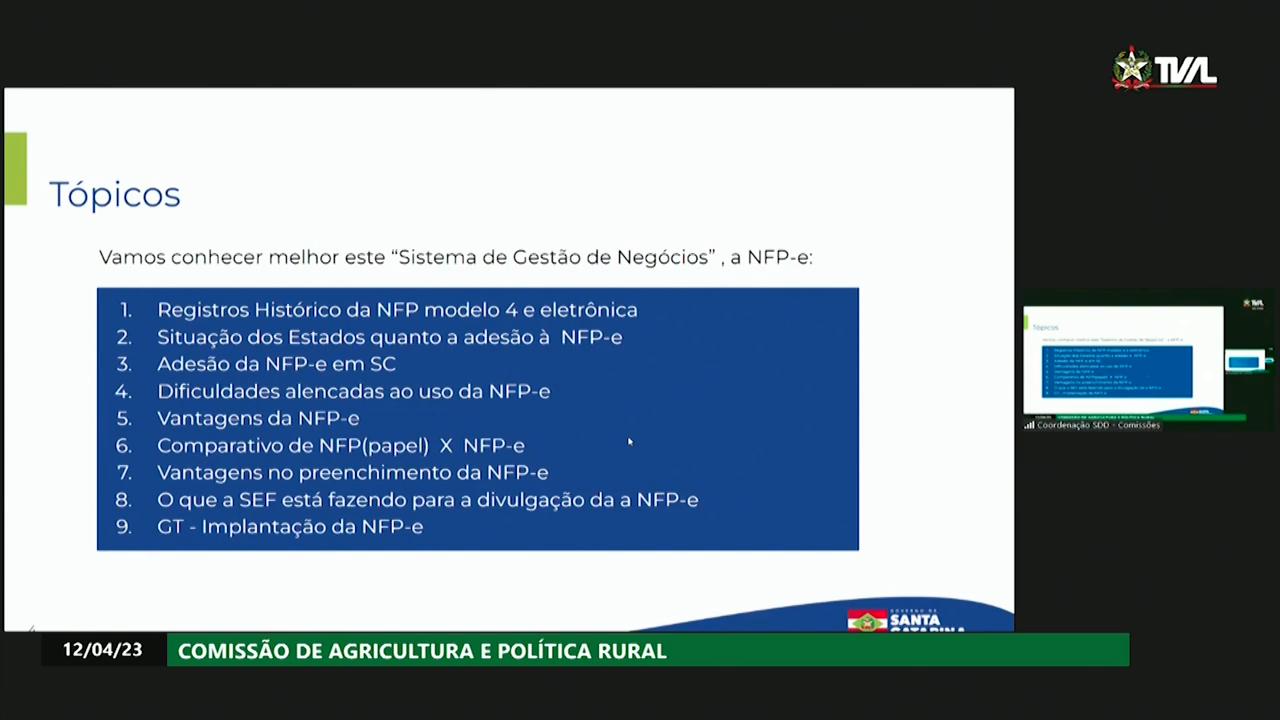 TVAL
Tópicos
Vamos conhecer melhor este “Sistema de Gestão de Negócios” , a NFP-e:
1. Registros Histórico da NFP modelo 4 e eletrônica
2. Situação dos Estados quanto a adesão à NFP-e
3. Adesão da NFP-e em SC
4. Dificuldades alencadas ao uso da NFP-e
5. Vantagens da NFP-e
6. Comparativo de NFP(papel) X NFP-e
7. Vantagens no preenchimento da NFP-e
8. O que a SEF está fazendo para a divulgação da a NFP-e
9. GT - Implantação da NFP-e
Tópicos
Coordenação SDD - Comissões
GOVERNO DE
SANTA
CATARINA
12/04/23 COMISSÃO DE AGRICULTURA E POLÍTICA RURAL